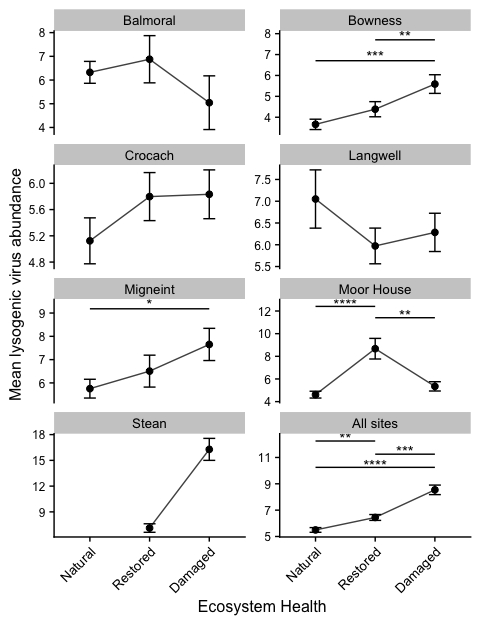 Mean lysogenic virus abundance
Balmoral
8
7
6
5
4
Bowness
8
7
6
5
4
**
***
Crocach
6.0
5.6
5.2
4.8
Langwell
7.5
7.0
6.5
6.0
5.5
Migneint
9
8
7
6
*
Moor House
12
10
8
6
4
****
**
Stean
18
15
12
9
All sites
11
9
7
5
**
***
****
Natural
Restored
Damaged
Natural
Restored
Damaged
Ecosystem Health